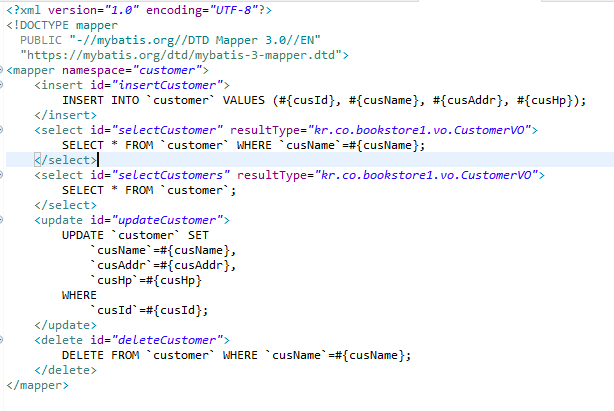 <?xml version="1.0" encoding="UTF-8"?>
<!DOCTYPE mapper
  PUBLIC "-//mybatis.org//DTD Mapper 3.0//EN"
  "https://mybatis.org/dtd/mybatis-3-mapper.dtd">
<mapper namespace="customer">
    <insert id="insertCustomer">
        INSERT INTO `customer` VALUES (#{cusId}, #{cusName}, #{cusAddr}, #{cusHp});
    </insert>
    <select id="selectCustomer" resultType="kr.co.bookstore1.vo.CustomerVO">
        SELECT * FROM `customer` WHERE `cusName`=#{cusName};
    </select>
    <select id="selectCustomers" resultType="kr.co.bookstore1.vo.CustomerVO">
        SELECT * FROM `customer`;
    </select>
    <update id="updateCustomer">
        UPDATE `customer` SET
            `cusName`=#{cusName},
            `cusAddr`=#{cusAddr},
            `cusHp`=#{cusHp}
        WHERE
            `cusId`=#{cusId};
    </update>
    <delete id="deleteCustomer">
        DELETE FROM `customer` WHERE `cusName`=#{cusName};
    </delete>
</mapper>